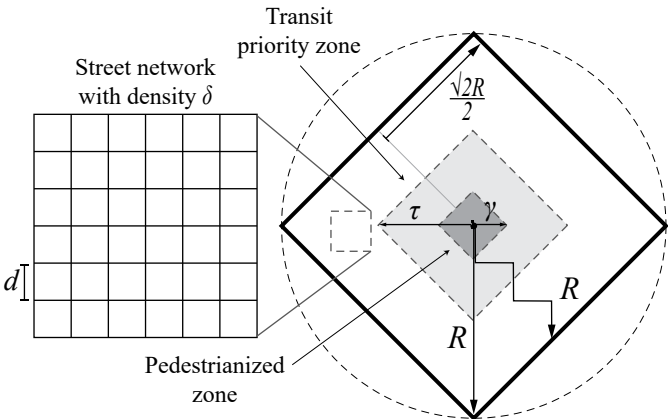 Transit
priority zone
Street network
with density δ
√2R
2
τ
γ
d
R
R
Pedestrianized
zone